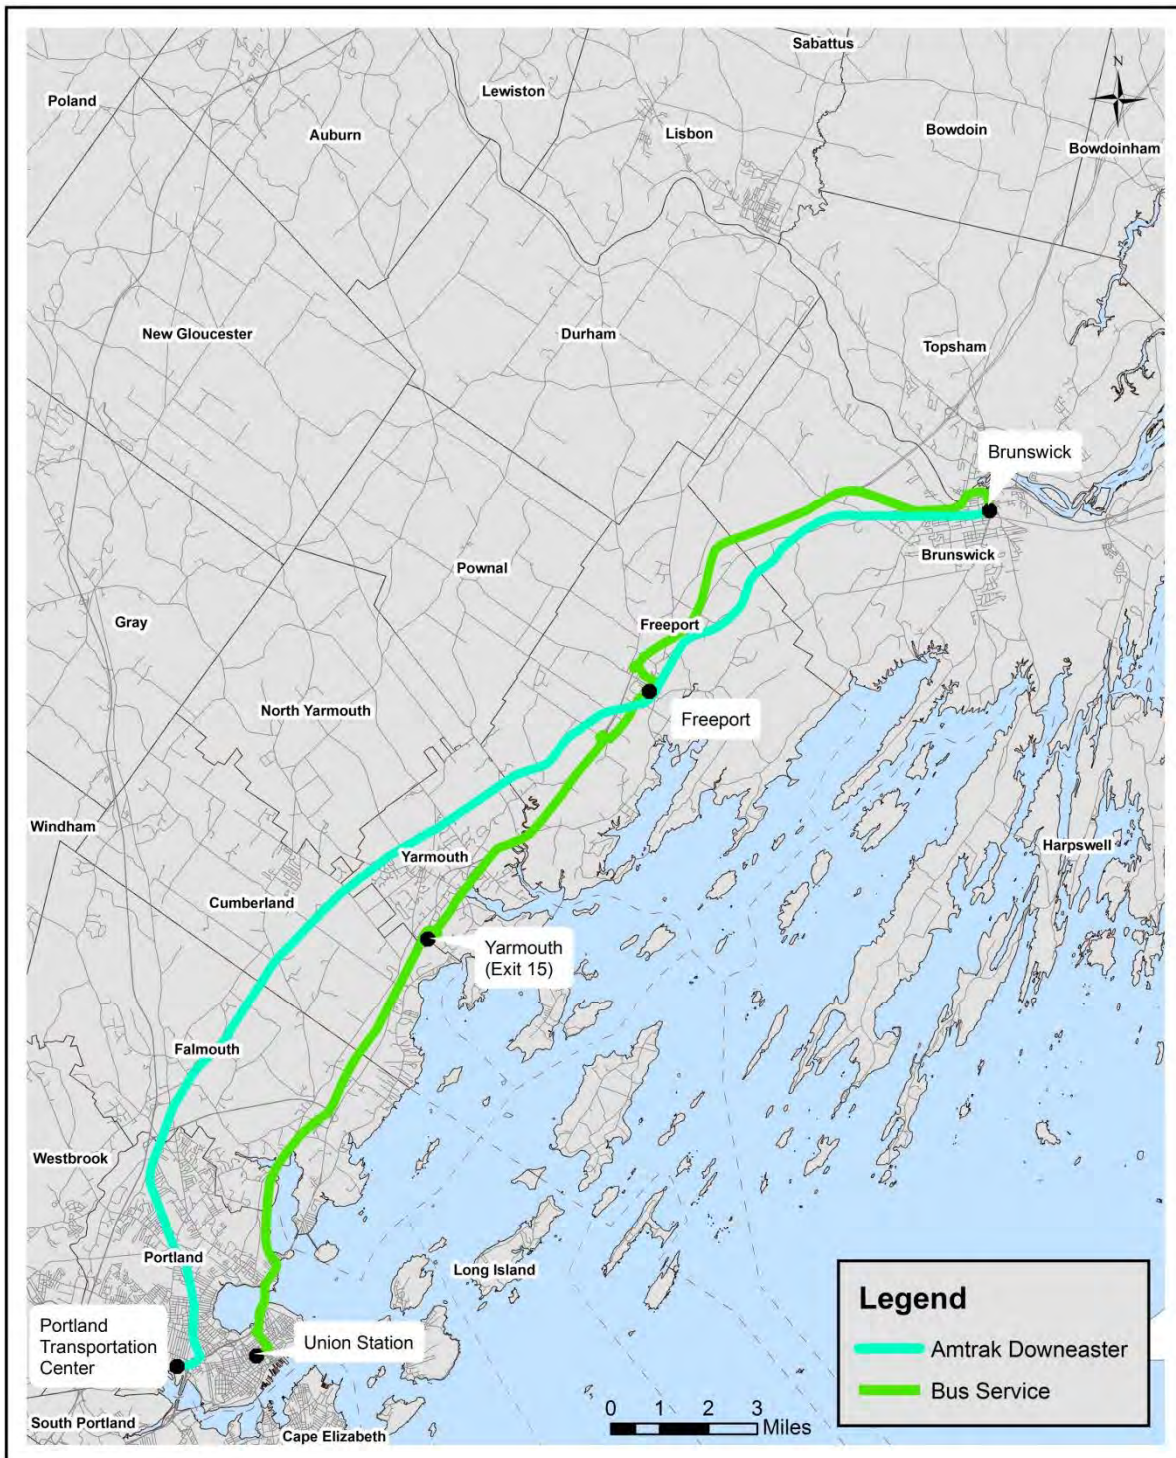 Sabattus
N
Lewiston
Poland
Auburn
Lisbon
Bowdoin
Bowdoinham
New Gloucester
Durham
Topsham
Brunswick
Brunswick
Pownal
Gray
Freeport
North Yarmouth
Freeport
Windham
Yarmouth
Harpswell
Cumberland
Yarmouth
(Exit 15)
Falmouth
Westbrook
Portland
Long Island
Portland
Transportation
Center
Union Station
South Portland
Cape Elizabeth
0 1 2 3
Miles
Legend
Amtrak Downeaster
Bus Service